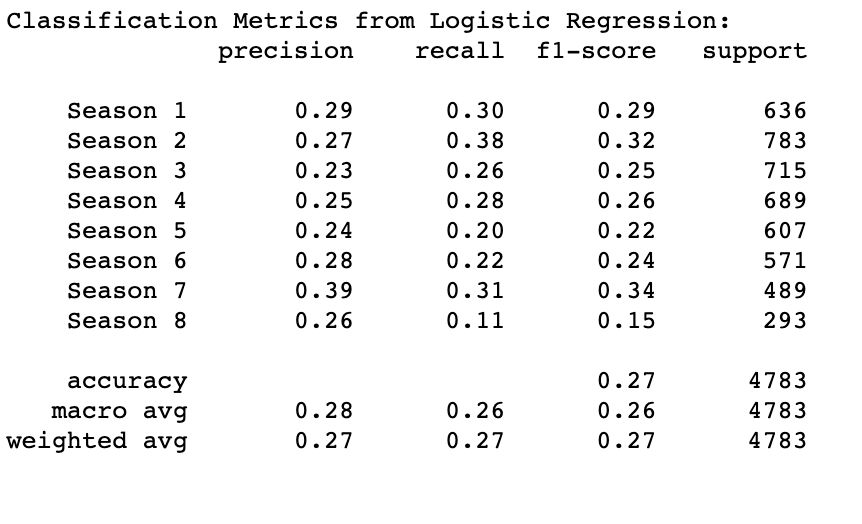 Classification Metrics from Logistic Regression:
precision recall f1-score support
Season 1 0.29 0.30 0.29 636
Season 2 0.27 0.38 0.32 783
Season 3 0.23 0.26 0.25 715
Season 4 0.25 0.28 0.26 689
Season 5 0.24 0.20 0.22 607
Season 6 0.28 0.22 0.24 571
Season 7 0.39 0.31 0.34 489
Season 8 0.26 0.11 0.15 293
accuracy 0.27 4783
macro avg 0.28 0.26 0.26 4783
weighted avg 0.27 0.27 0.27 4783